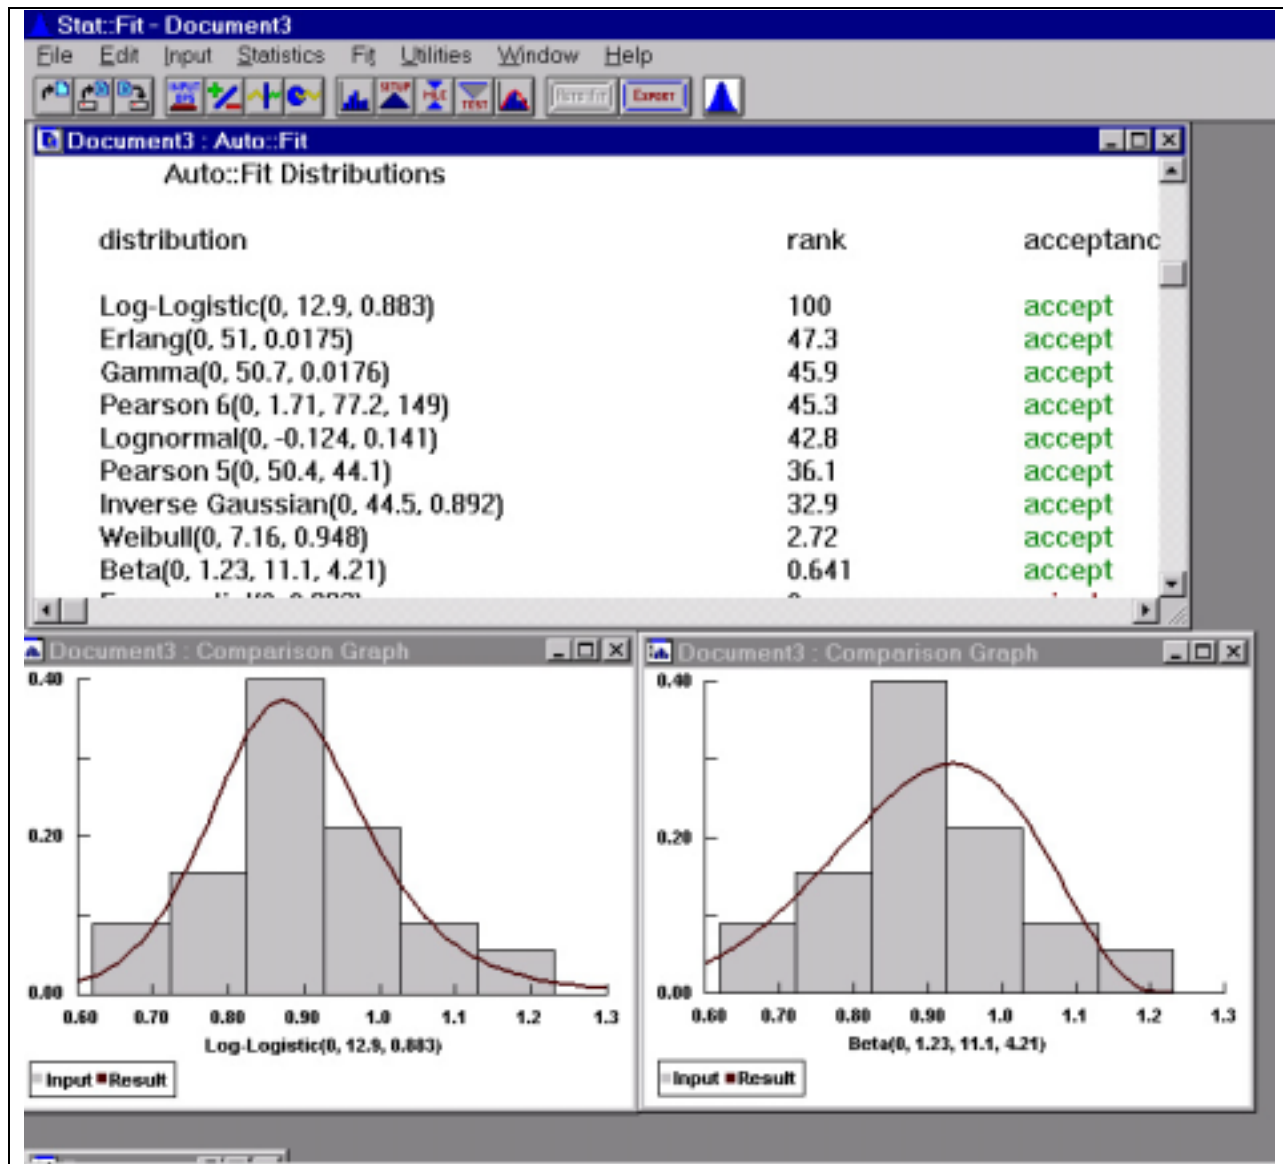 Stat::Fit - Document3
File Edit Input Statistics Fit Utilities Window Help
INPUT SETUP TEST EXPORT
Document3 : Auto::Fit
Auto::Fit Distributions
distribution rank acceptanc
Log-Logistic(0, 12.9, 0.883) 100 accept
Erlang(0, 51, 0.0175) 47.3 accept
Gamma(0, 50.7, 0.0176) 45.9 accept
Pearson 6(0, 1.71, 77.2, 149) 45.3 accept
Lognormal(0, -0.124, 0.141) 42.8 accept
Pearson 5(0, 50.4, 44.1) 36.1 accept
Inverse Gaussian(0, 44.5, 0.892) 32.9 accept
Weibull(0, 7.16, 0.948) 2.72 accept
Beta(0, 1.23, 11.1, 4.21) 0.641 accept
Document3 : Comparison Graph
0.40
0.20
0.00
0.60 0.70 0.80 0.90 1.0 1.1 1.2 1.3
Log-Logistic(0, 12.9, 0.883)
Input Result
Document3 : Comparison Graph
0.40
0.20
0.00
0.60 0.70 0.80 0.90 1.0 1.1 1.2 1.3
Beta(0, 1.23, 11.1, 4.21)
Input Result